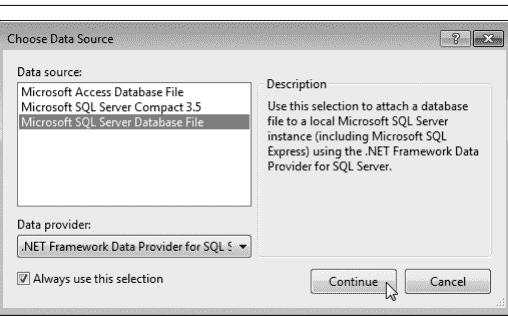 Choose Data Source
Data source:
Microsoft Access Database File
Microsoft SQL Server Compact 3.5
Microsoft SQL Server Database File
Description
Use this selection to attach a database
file to a local Microsoft SQL Server
instance (including Microsoft SQL
Express) using the .NET Framework Data
Provider for SQL Server.
Data provider:
.NET Framework Data Provider for SQL S
Always use this selection
Continue
Cancel